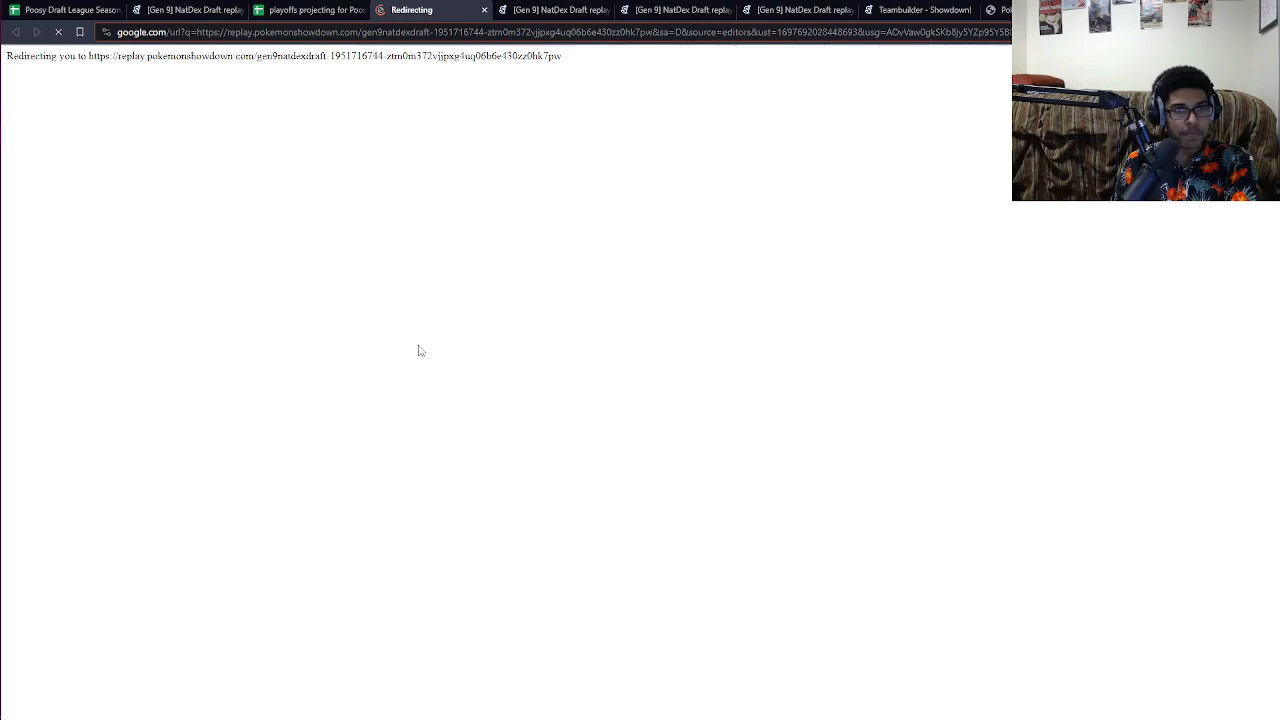 Poosy Draft League Season
[Gen 9] NatDex Draft replay
playoffs projecting for Poos
Redirecting
[Gen 9] NatDex Draft replay
[Gen 9] NatDex Draft replay
[Gen 9] NatDex Draft replay
Teambuilder - Showdown!
Pok
google.com/url?q=https://replay.pokemonshowdown.com/gen9natdexdraft-1951716744-ztm0m372vjjpxg4uq06b6e430zz0hk7pw&sa=D&source=editors&ust=1697692028448693&usg=AOvVaw0gkSKb8jy5YZp95Y5B
Redirecting you to https://replay.pokemonshowdown.com/gen9natdexdraft-1951716744-ztm0m372vjjpxg4uq06b6e430zz0hk7pw